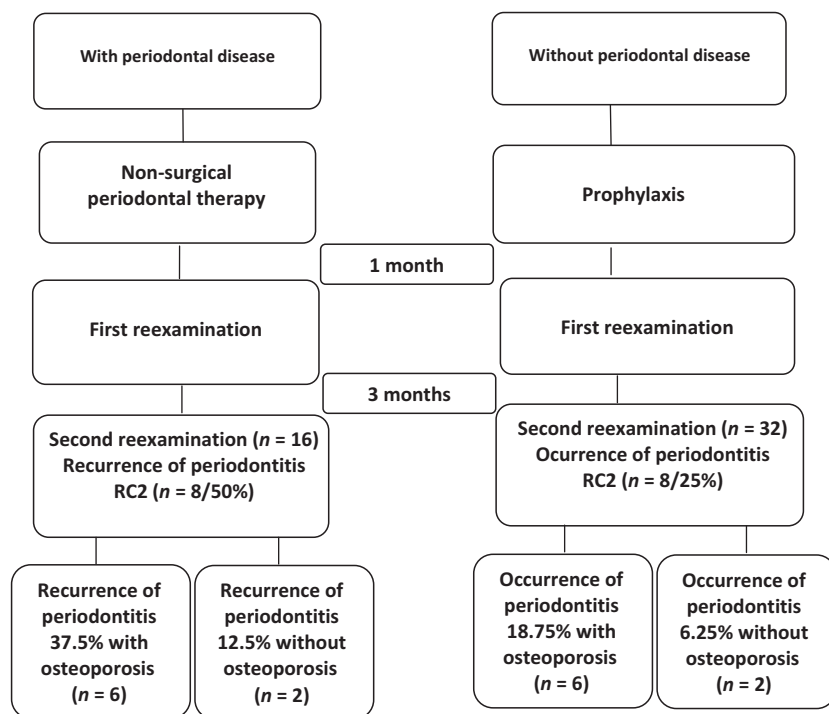 With periodontal disease
Without periodontal disease
Non-surgical
periodontal therapy
Prophylaxis
1 month
First reexamination
First reexamination
3 months
Second reexamination (n = 16)
Recurrence of periodontitis
RC2 (n = 8/50%)
Second reexamination (n = 32)
Ocurrence of periodontitis
RC2 (n = 8/25%)
Recurrence of
periodontitis
37.5% with
osteoporosis
(n = 6)
Recurrence of
periodontitis
12.5% without
osteoporosis
(n = 2)
Occurrence of
periodontitis
18.75% with
osteoporosis
(n = 6)
Occurrence of
periodontitis
6.25% without
osteoporosis
(n = 2)